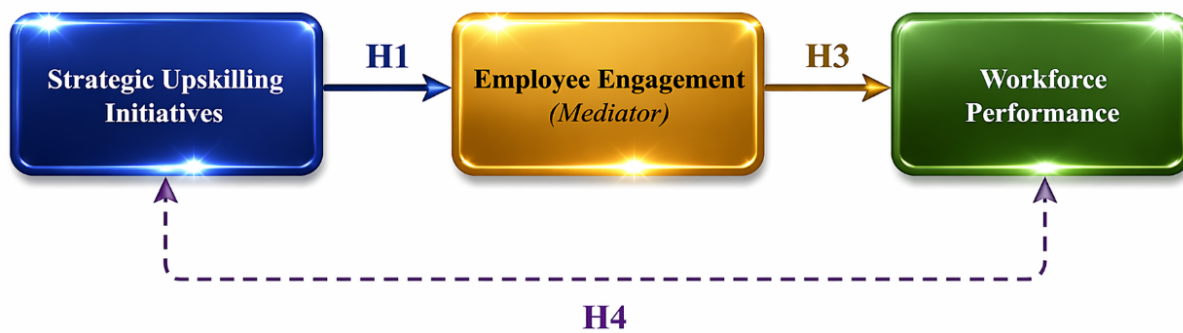 Strategic Upskilling
Initiatives
H1
Employee Engagement
(Mediator)
H3
Workforce
Performance
H4